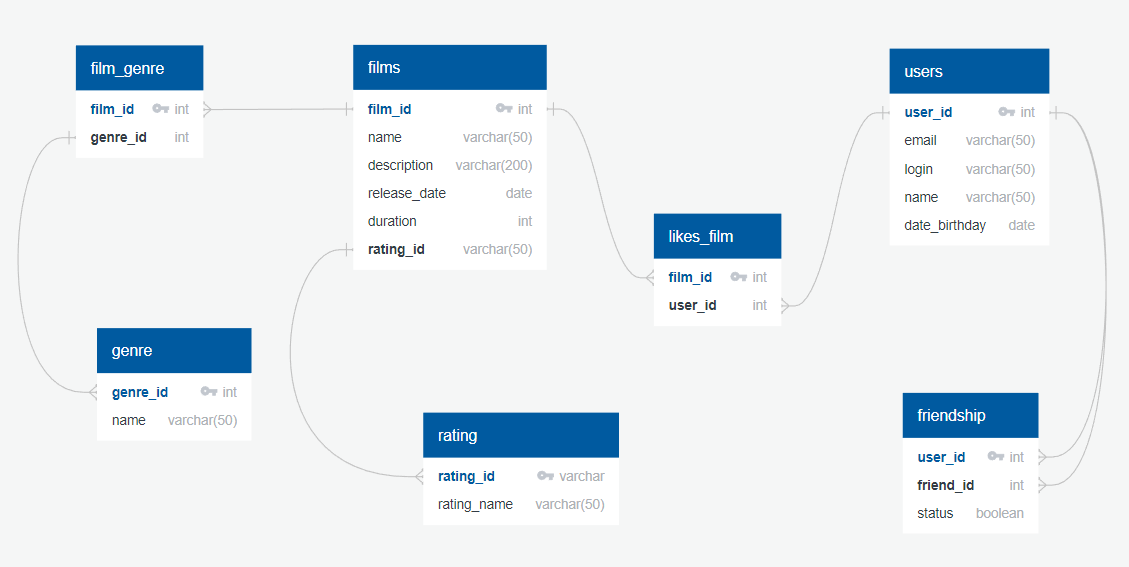 film_genre
film_id int
genre_id int
films
film_id int
name varchar(50)
description varchar(200)
release_date date
duration int
rating_id varchar(50)
users
user_id int
email varchar(50)
login varchar(50)
name varchar(50)
date_birthday date
likes_film
film_id int
user_id int
genre
genre_id int
name varchar(50)
rating
rating_id varchar
rating_name varchar(50)
friendship
user_id int
friend_id int
status boolean